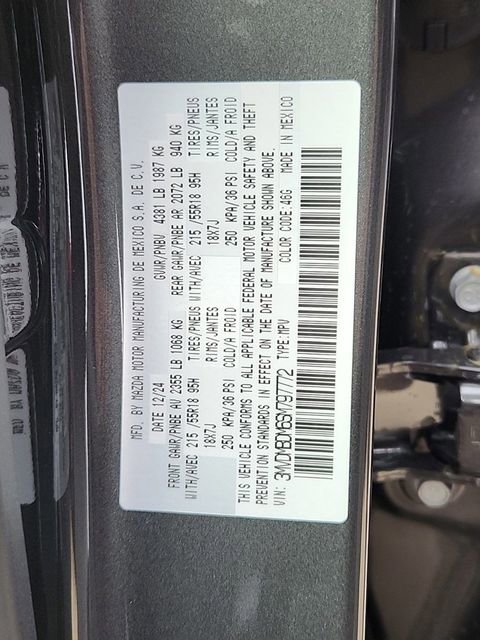 MFD. BY MAZDA MOTOR MANUFACTURING DE MEXICO S.A. DE C.V.
DATE 12/24 GVWR/PNBV 4381 LB 1987 KG
FRONT GAWR/PNBE AV 2355 LB 1068 KG REAR GAWR/PNBE AR 2072 LB 940 KG
WITH/AVEC 215 /55R18 95H TIRES/PNEUS WITH/AVEC 215 /55R18 95H TIRES/PNEUS
18X7J RIMS/JANTES 18X7J RIMS/JANTES
250 KPA/36 PSI COLD/A FROID 250 KPA/36 PSI COLD/A FROID
THIS VEHICLE CONFORMS TO ALL APPLICABLE FEDERAL MOTOR VEHICLE SAFETY AND THEFT
PREVENTION STANDARDS IN EFFECT ON THE DATE OF MANUFACTURE SHOWN ABOVE.
VIN: 3MVDMBDM6SM797772 TYPE:MPV COLOR CODE:46G MADE IN MEXICO